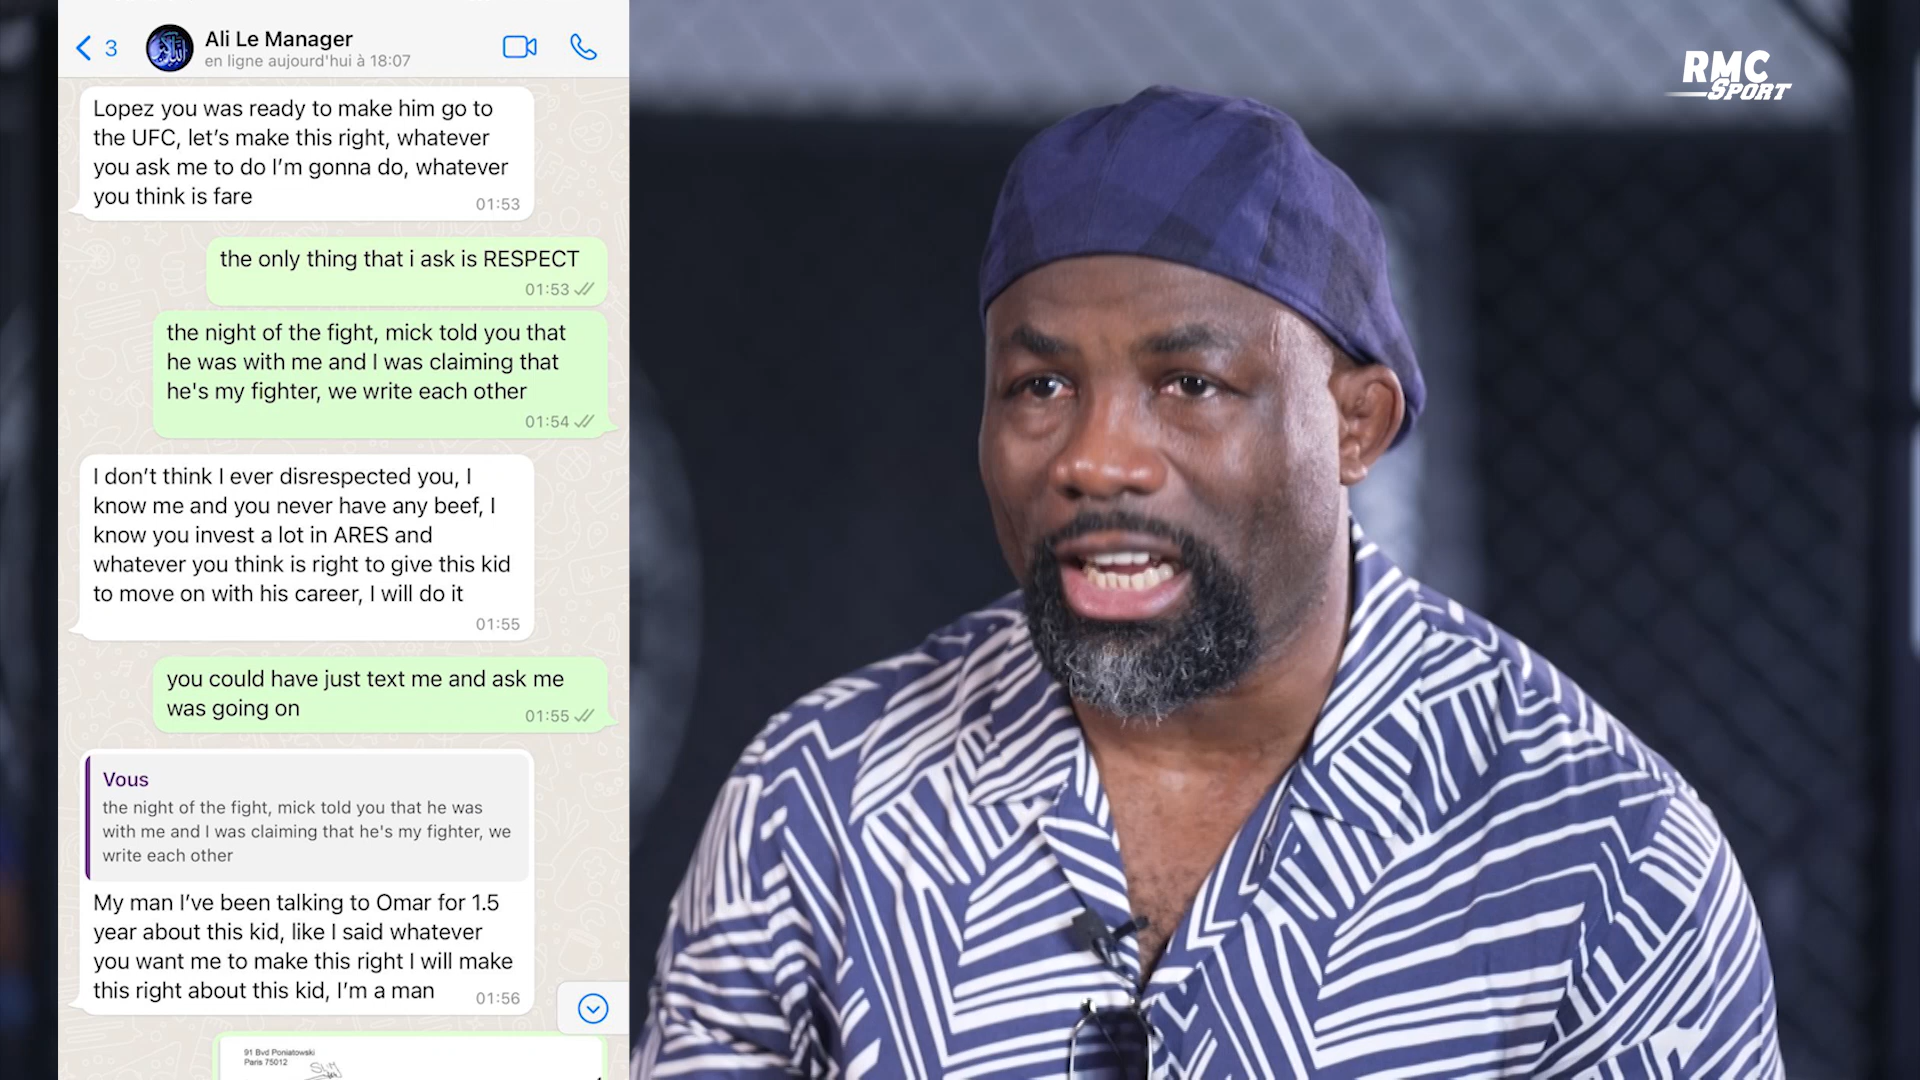 3
Ali Le Manager
en ligne aujourd'hui à 18:07
Lopez you was ready to make him go to
the UFC, let's make this right, whatever
you ask me to do I'm gonna do, whatever
you think is fare
01:53
the only thing that i ask is RESPECT
01:53
the night of the fight, mick told you that
he was with me and I was claiming that
he's my fighter, we write each other
01:54
I don't think I ever disrespected you, I
know me and you never have any beef, I
know you invest a lot in ARES and
whatever you think is right to give this kid
to move on with his career, I will do it
01:55
you could have just text me and ask me
was going on
01:55
Vous
the night of the fight, mick told you that he was
with me and I was claiming that he's my fighter, we
write each other
My man I've been talking to Omar for 1.5
year about this kid, like I said whatever
you want me to make this right I will make
this right about this kid, I'm a man
01:56
91 Bvd Poniatowski
Paris 75012
RMC
SPORT